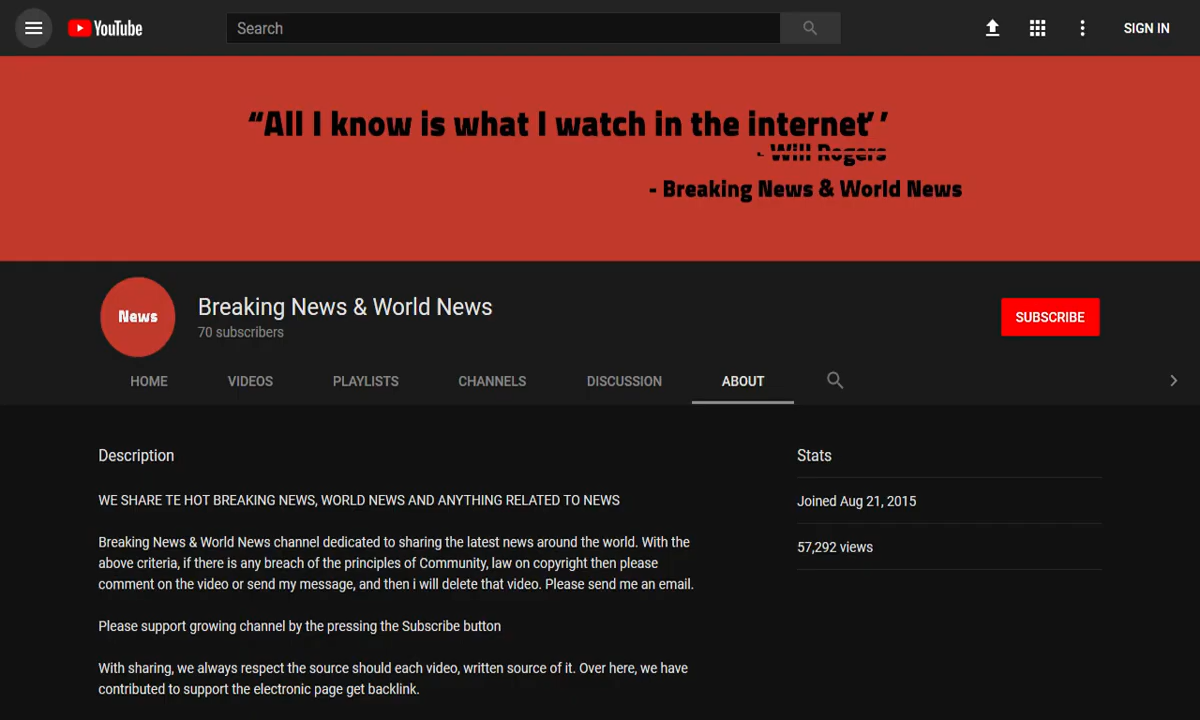 YouTube
Search
SIGN IN
“All I know is what I watch in the internet’’
- Will Rogers
- Breaking News & World News
News
Breaking News & World News
70 subscribers
SUBSCRIBE
HOME VIDEOS PLAYLISTS CHANNELS DISCUSSION ABOUT
Description
WE SHARE TE HOT BREAKING NEWS, WORLD NEWS AND ANYTHING RELATED TO NEWS
Breaking News & World News channel dedicated to sharing the latest news around the world. With the
above criteria, if there is any breach of the principles of Community, law on copyright then please
comment on the video or send my message, and then i will delete that video. Please send me an email.
Please support growing channel by the pressing the Subscribe button
With sharing, we always respect the source should each video, written source of it. Over here, we have
contributed to support the electronic page get backlink.
Stats
Joined Aug 21, 2015
57,292 views